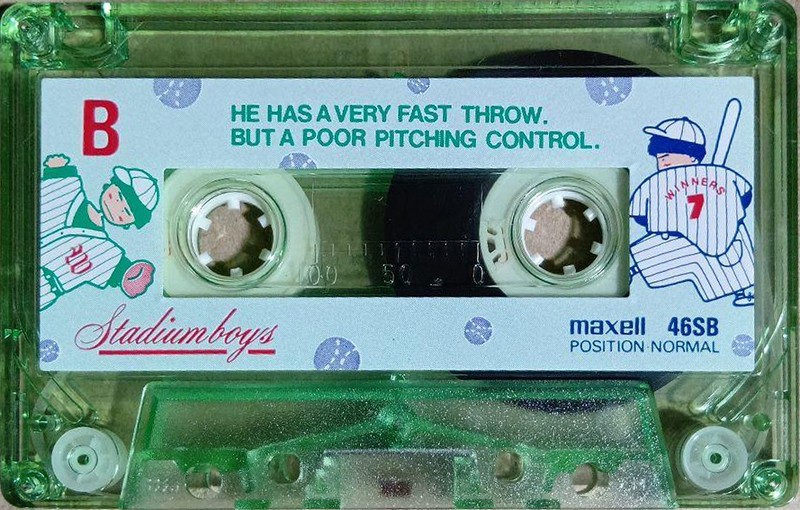 B
HE HAS A VERY FAST THROW.
BUT A POOR PITCHING CONTROL.
WINNERS
7
W
100 50 0
Stadiumboys
maxell 46SB
POSITION·NORMAL